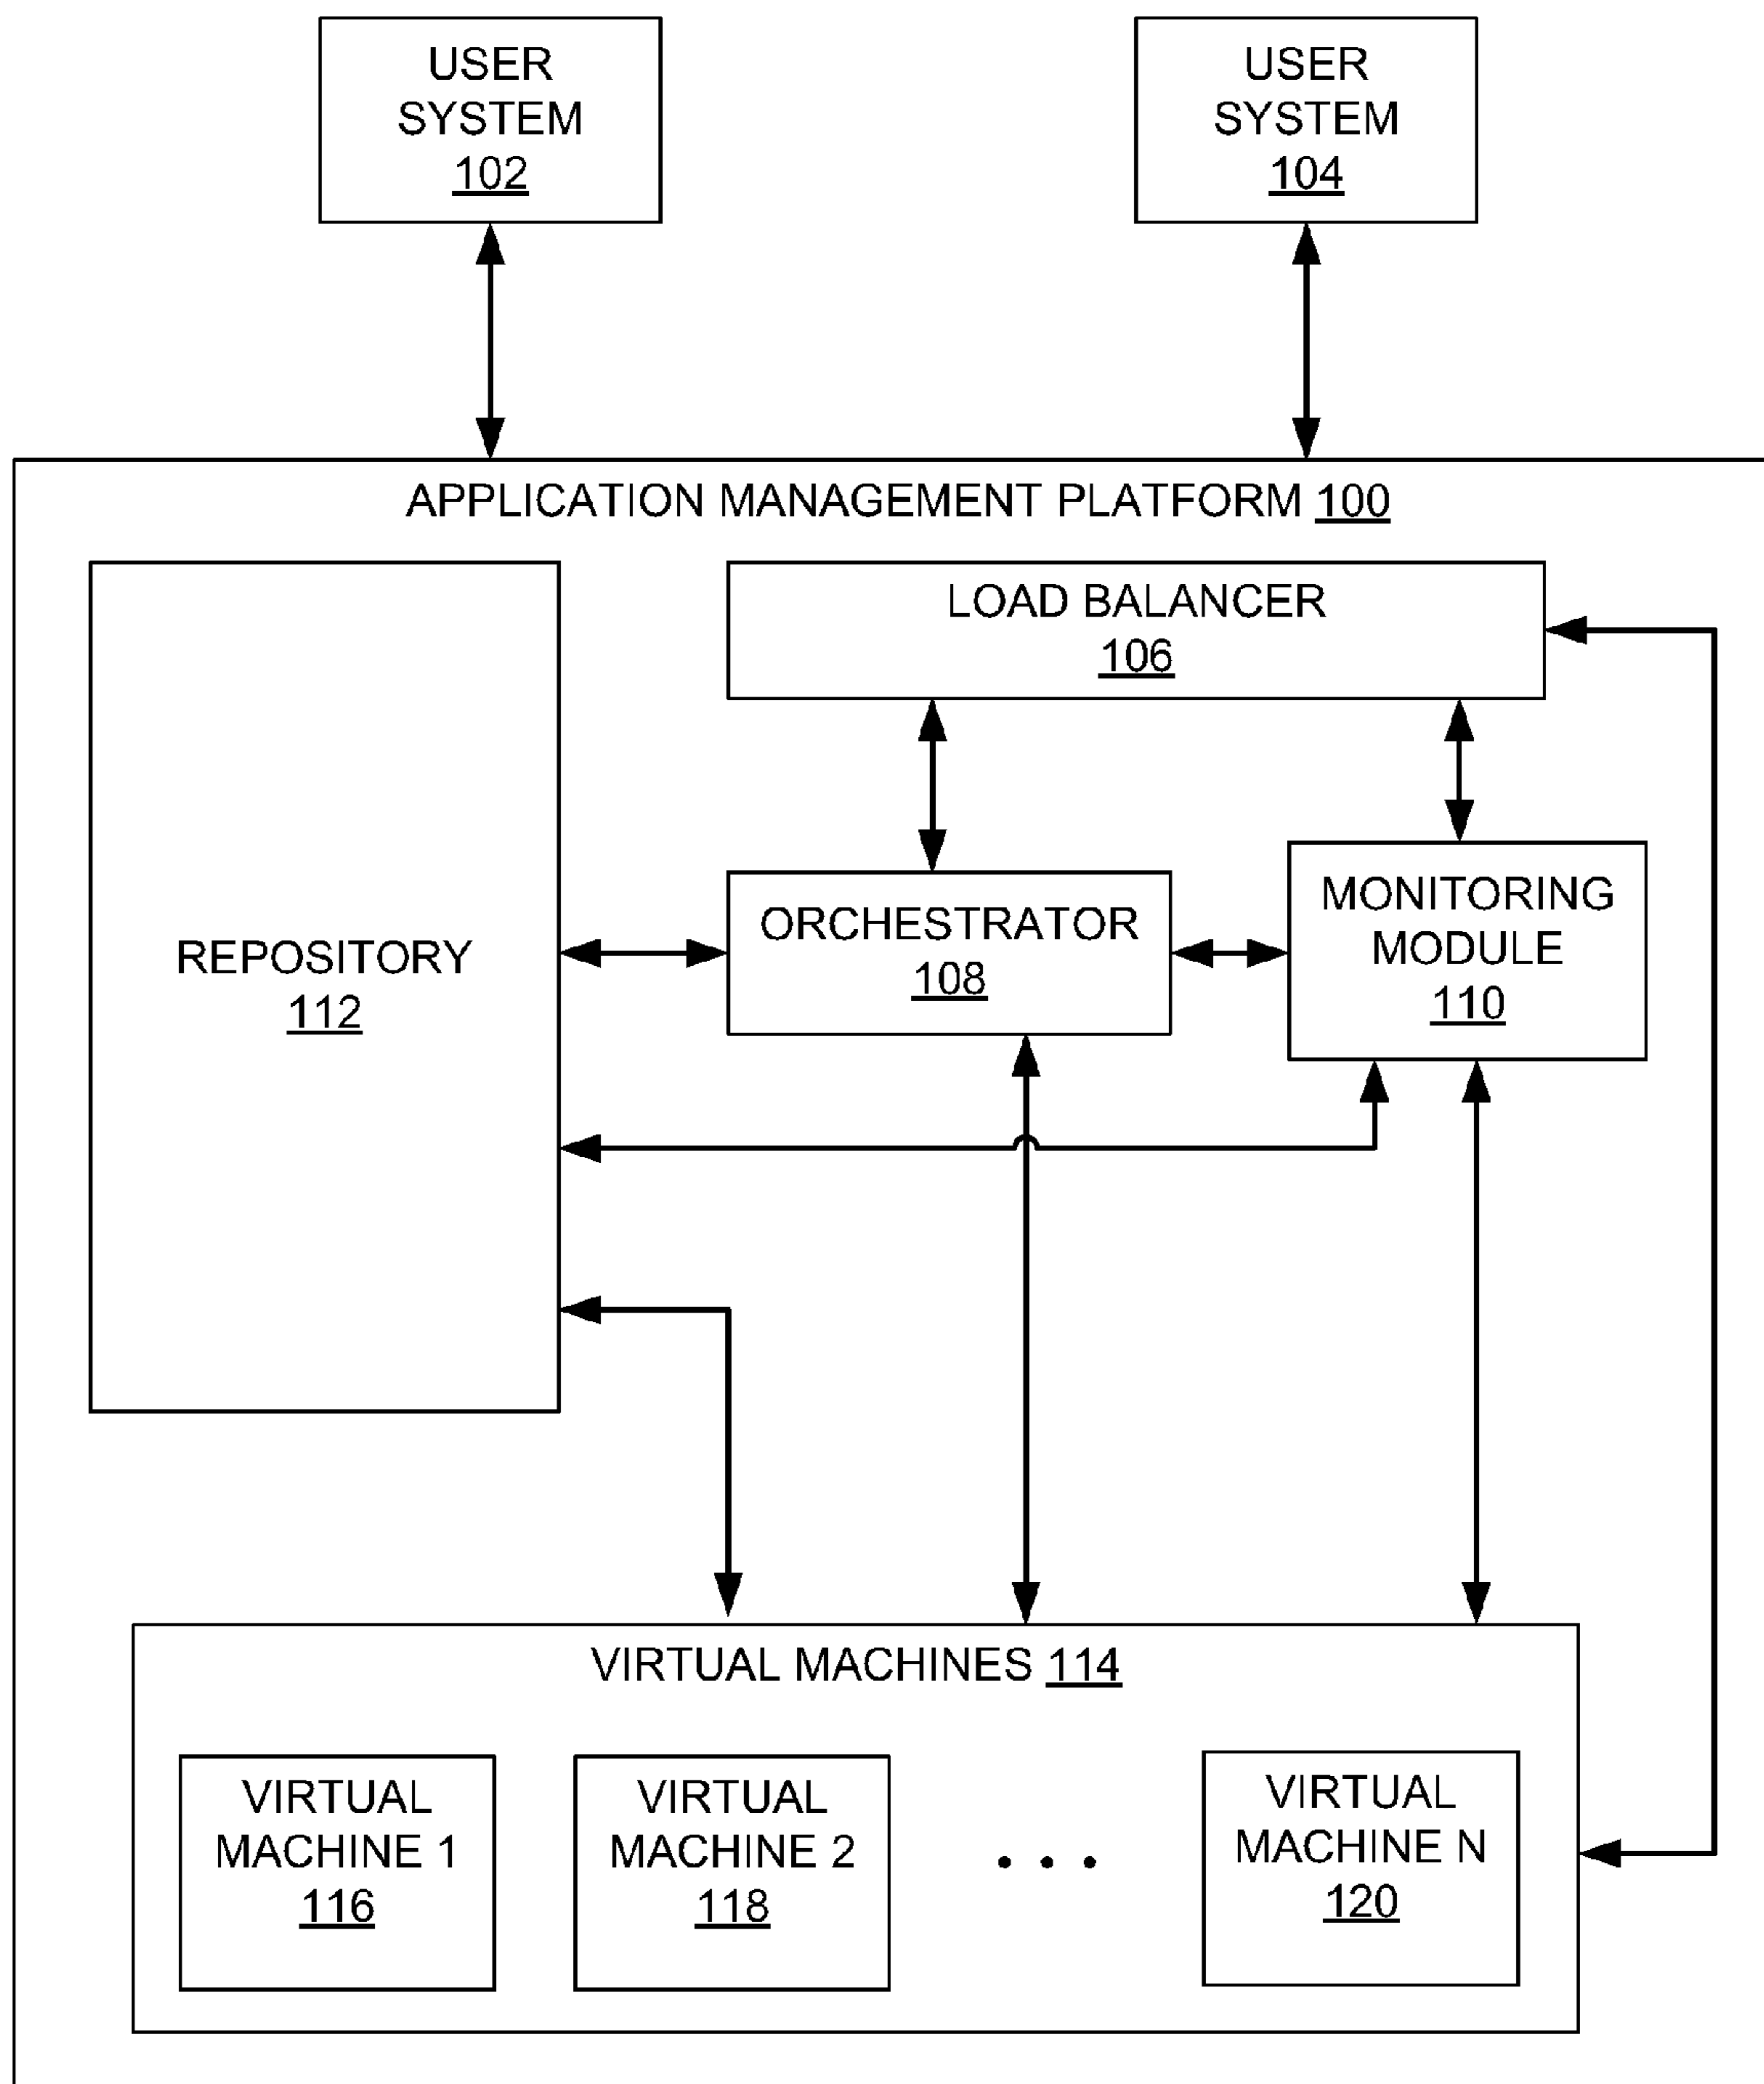 USER
SYSTEM
102
USER
SYSTEM
104
APPLICATION MANAGEMENT PLATFORM 100
LOAD BALANCER
106
REPOSITORY
112
ORCHESTRATOR
108
MONITORING
MODULE
110
VIRTUAL MACHINES 114
VIRTUAL
MACHINE 1
116
VIRTUAL
MACHINE 2
118
• • •
VIRTUAL
MACHINE N
120